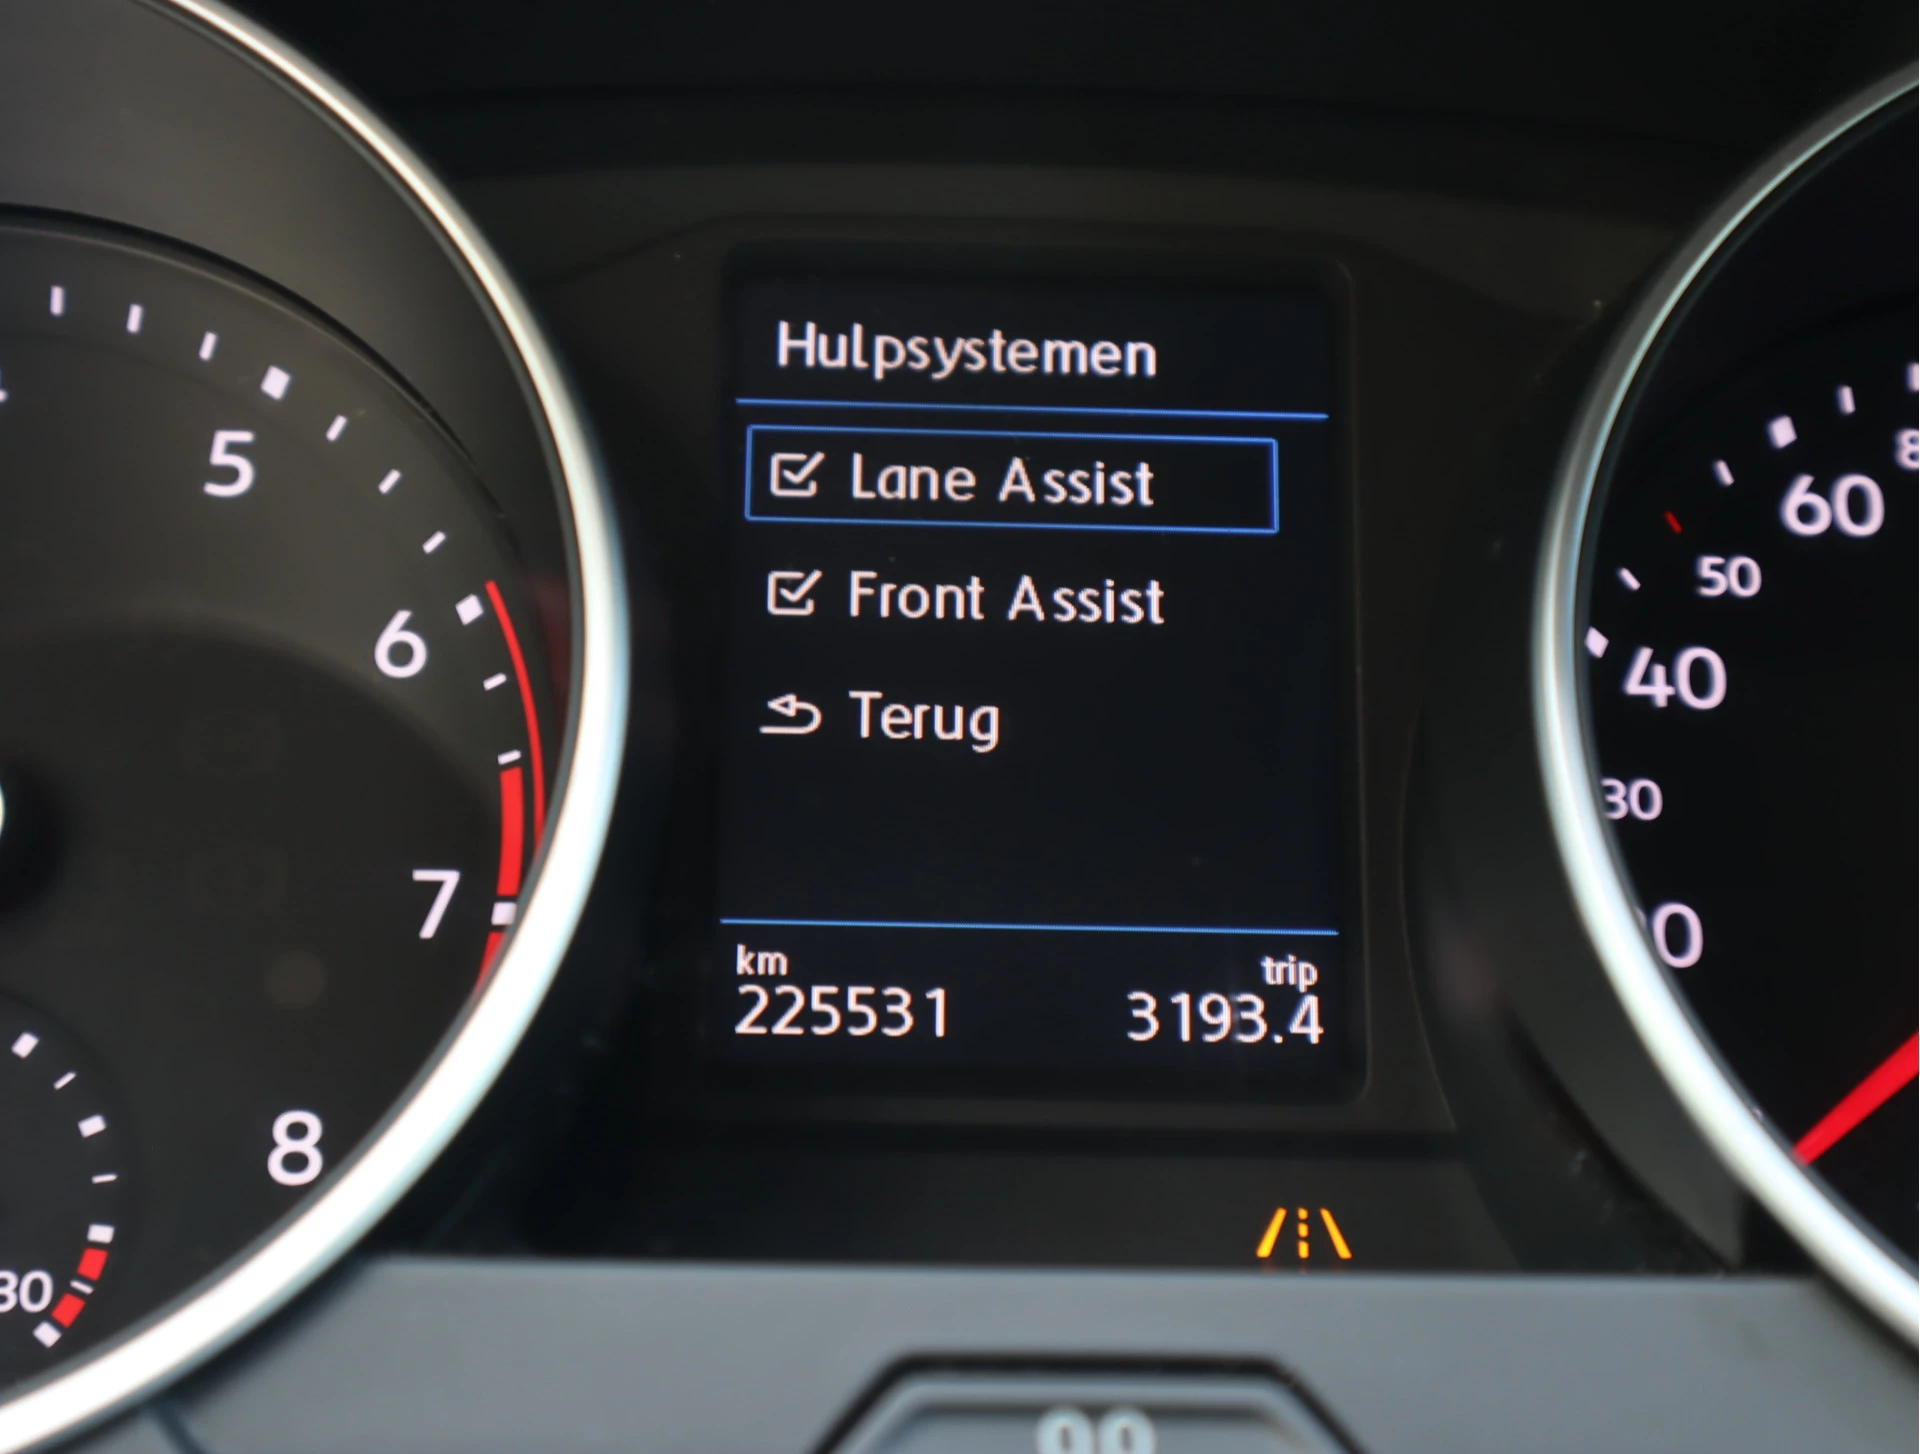 Hulpsystemen
Lane Assist
Front Assist
Terug
km
trip
225531
3193.4
5
6
7
8
30
60
50
40
30